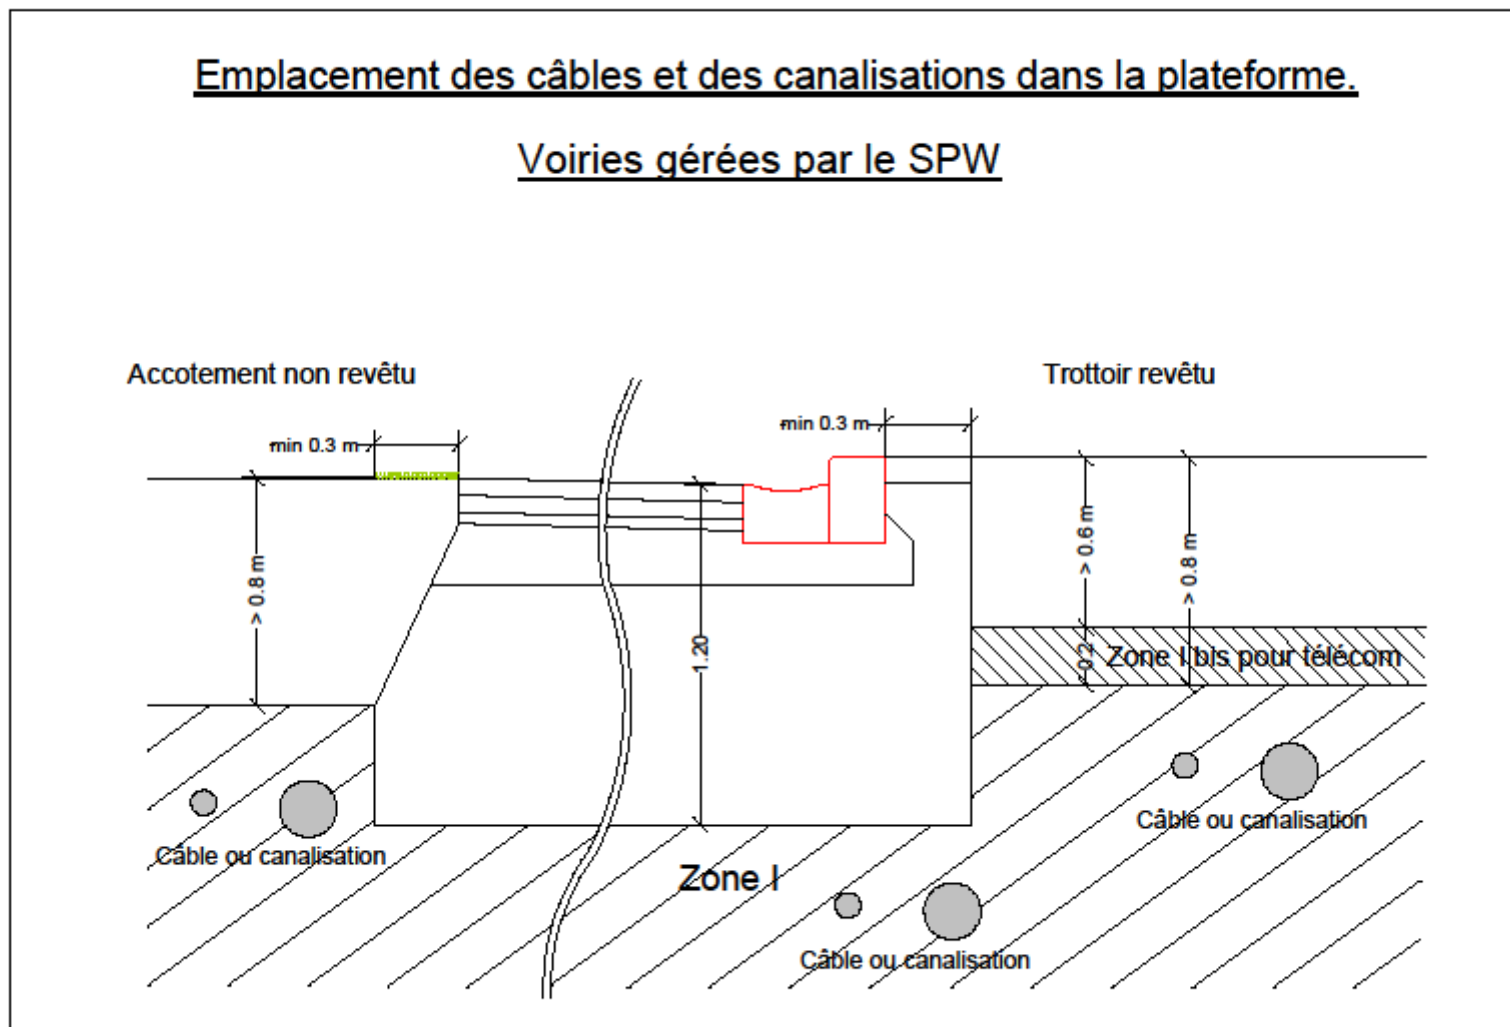 Emplacement des câbles et des canalisations dans la plateforme.
Voiries gérées par le SPW
Accotement non revêtu
Trottoir revêtu
min 0.3 m
min 0.3 m
> 0.8 m
1.20
> 0.6 m
> 0.8 m
0.2
Zone I bis pour télécom
Câble ou canalisation
Câble ou canalisation
Zone I
Câble ou canalisation